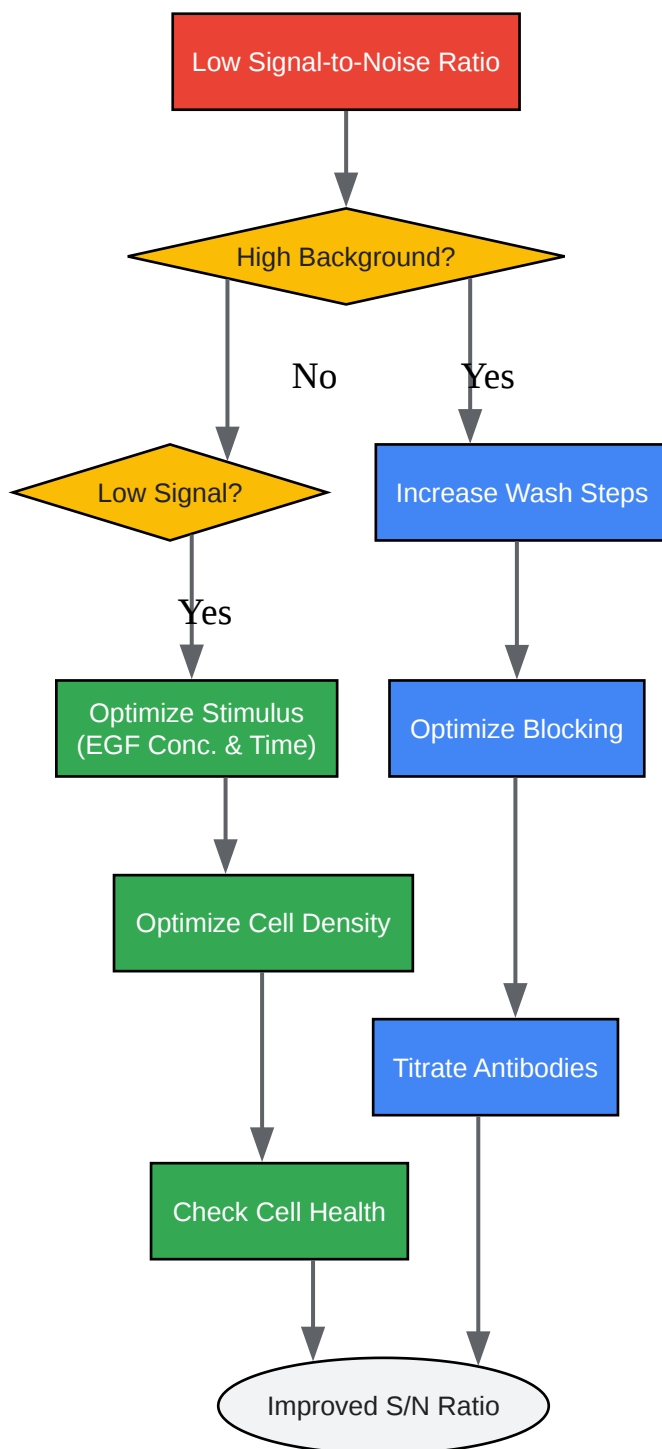 Low Signal-to-Noise Ratio
High Background?
No
Yes
Low Signal?
Increase Wash Steps
Yes
Optimize Stimulus
(EGF Conc. & Time)
Optimize Blocking
Optimize Cell Density
Titrate Antibodies
Check Cell Health
Improved S/N Ratio